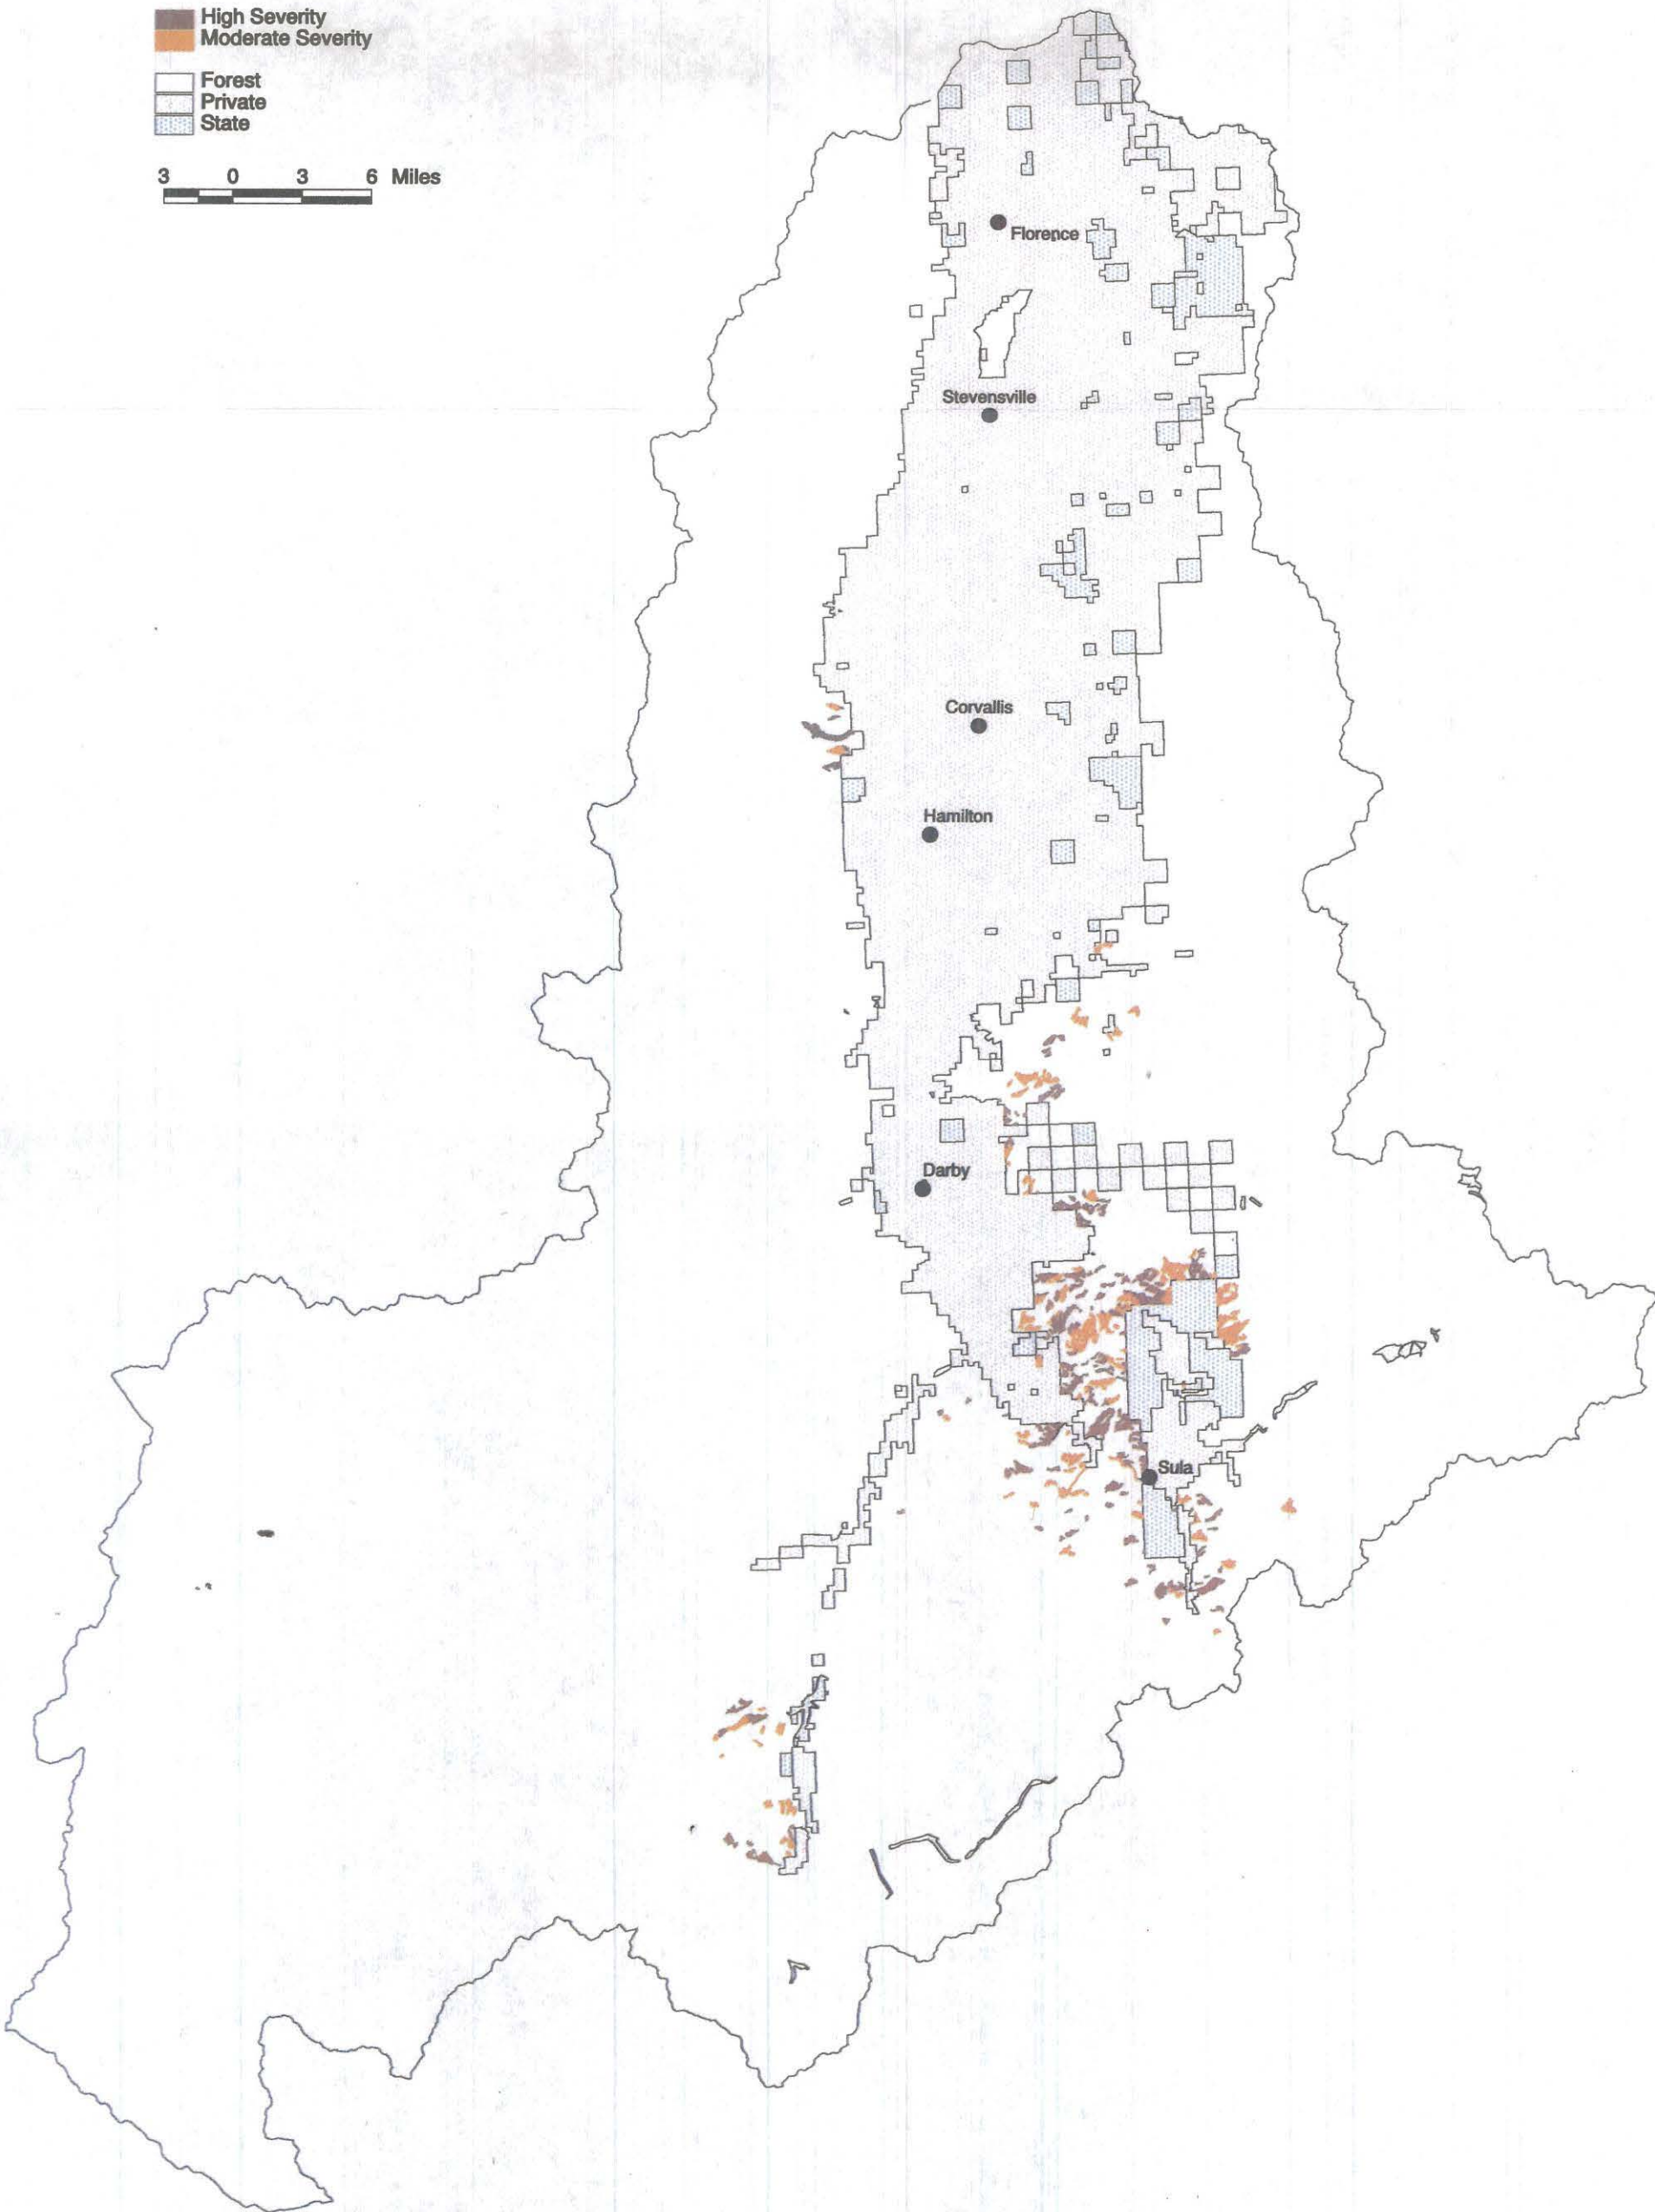 High Severity
Moderate Severity
Forest
Private
State
3 0 3 6 Miles
Florence
Stevensville
Corvallis
Hamilton
Darby
Sula